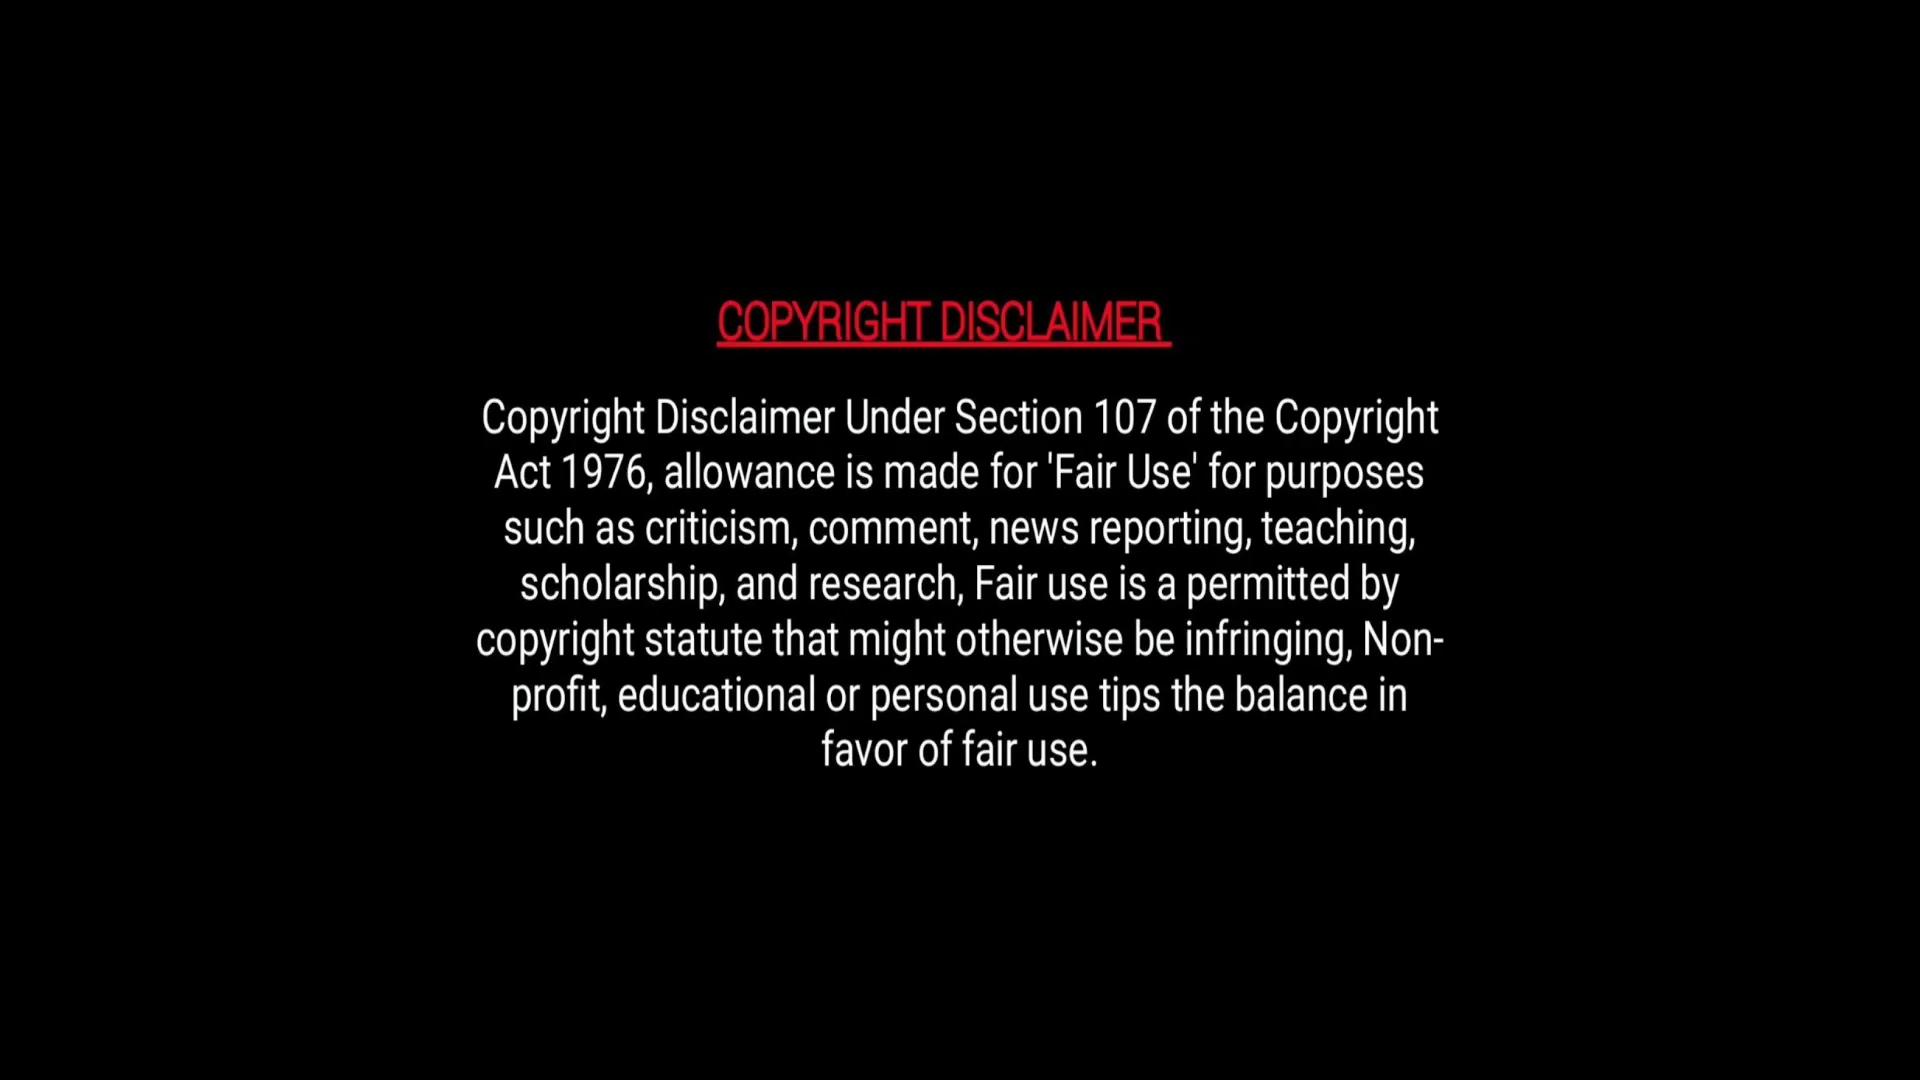 COPYRIGHT DISCLAIMER
Copyright Disclaimer Under Section 107 of the Copyright
Act 1976, allowance is made for 'Fair Use' for purposes
such as criticism, comment, news reporting, teaching,
scholarship, and research, Fair use is a permitted by
copyright statute that might otherwise be infringing, Non-
profit, educational or personal use tips the balance in
favor of fair use.